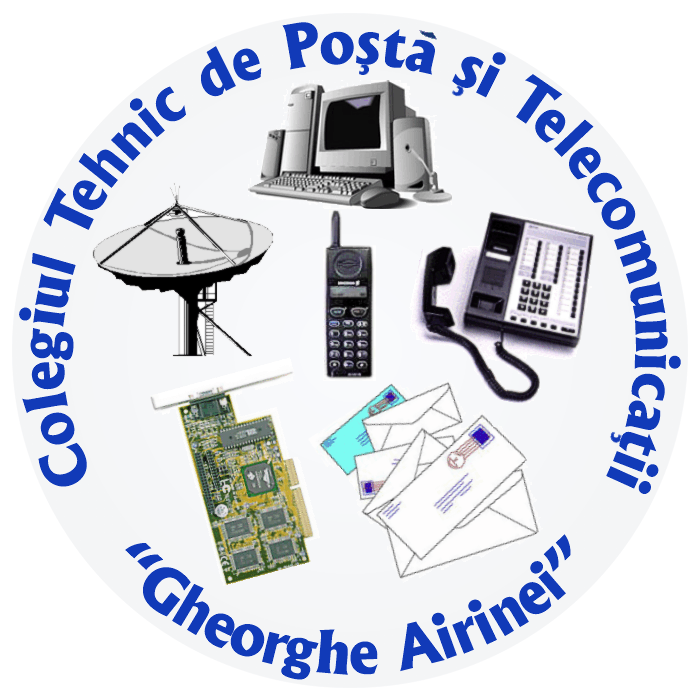 Colegiul Tehnic de Poştă şi Telecomunicaţii
“Gheorghe Airinei”